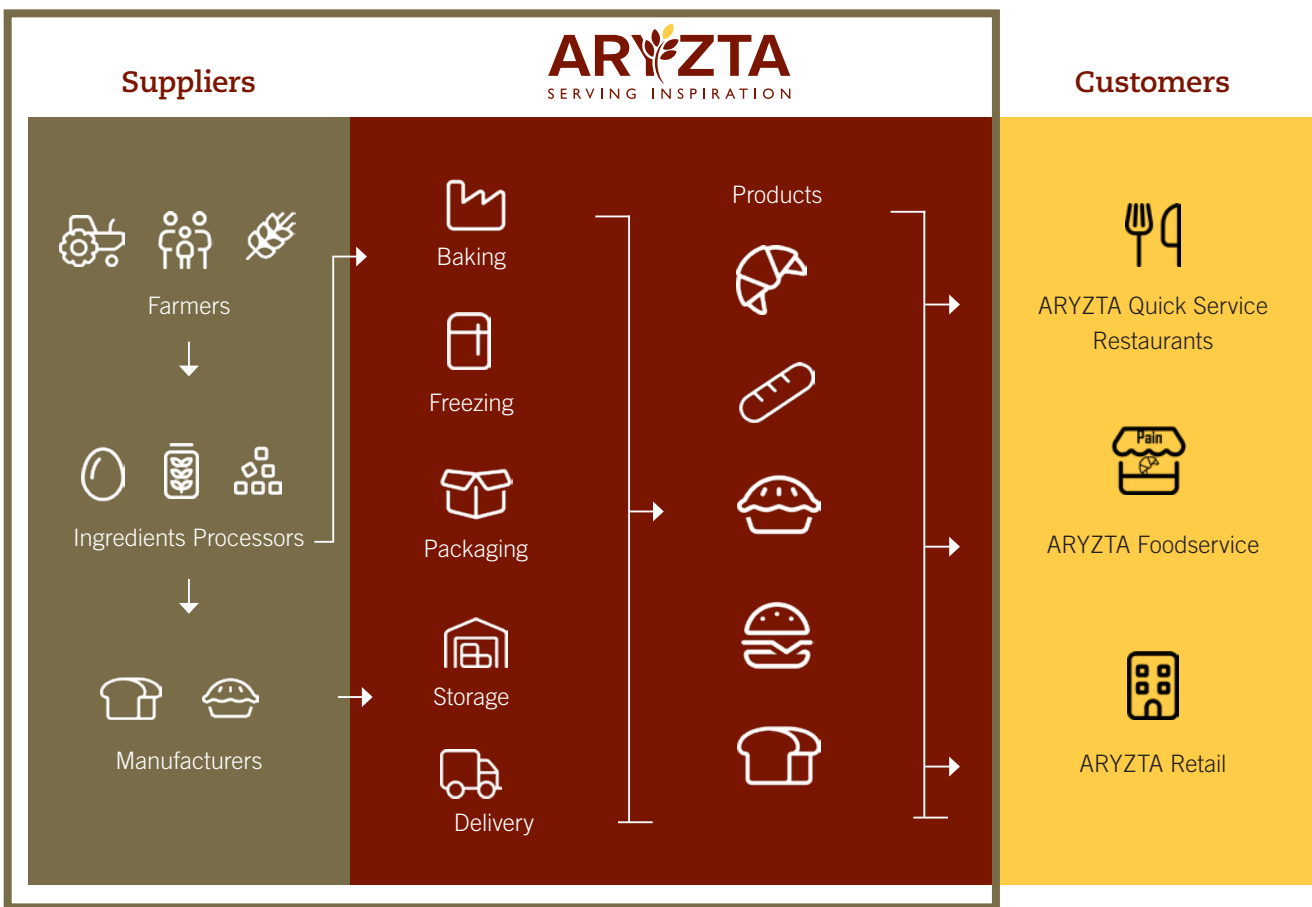 Suppliers
ARYZTA
SERVING INSPIRATION
Customers
Farmers
Ingredients Processors
Manufacturers
Baking
Freezing
Packaging
Storage
Delivery
Products
ARYZTA Quick Service
Restaurants
Pain
ARYZTA Foodservice
ARYZTA Retail